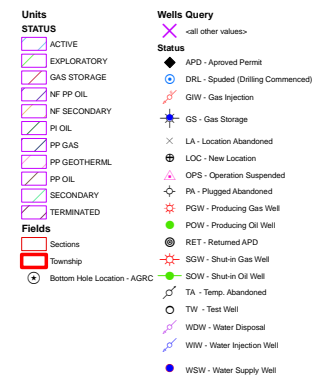 Units
STATUS
ACTIVE
EXPLORATORY
GAS STORAGE
NF PP OIL
NF SECONDARY
PI OIL
PP GAS
PP GEOTHERML
PP OIL
SECONDARY
TERMINATED
Fields
Sections
Township
Bottom Hole Location - AGRC
Wells Query
<all other values>
Status
APD - Aproved Permit
DRL - Spuded (Drilling Commenced)
GIW - Gas Injection
GS - Gas Storage
LA - Location Abandoned
LOC - New Location
OPS - Operation Suspended
PA - Plugged Abandoned
PGW - Producing Gas Well
POW - Producing Oil Well
RET - Returned APD
SGW - Shut-in Gas Well
SOW - Shut-in Oil Well
TA - Temp. Abandoned
TW - Test Well
WDW - Water Disposal
WIW - Water Injection Well
WSW - Water Supply Well